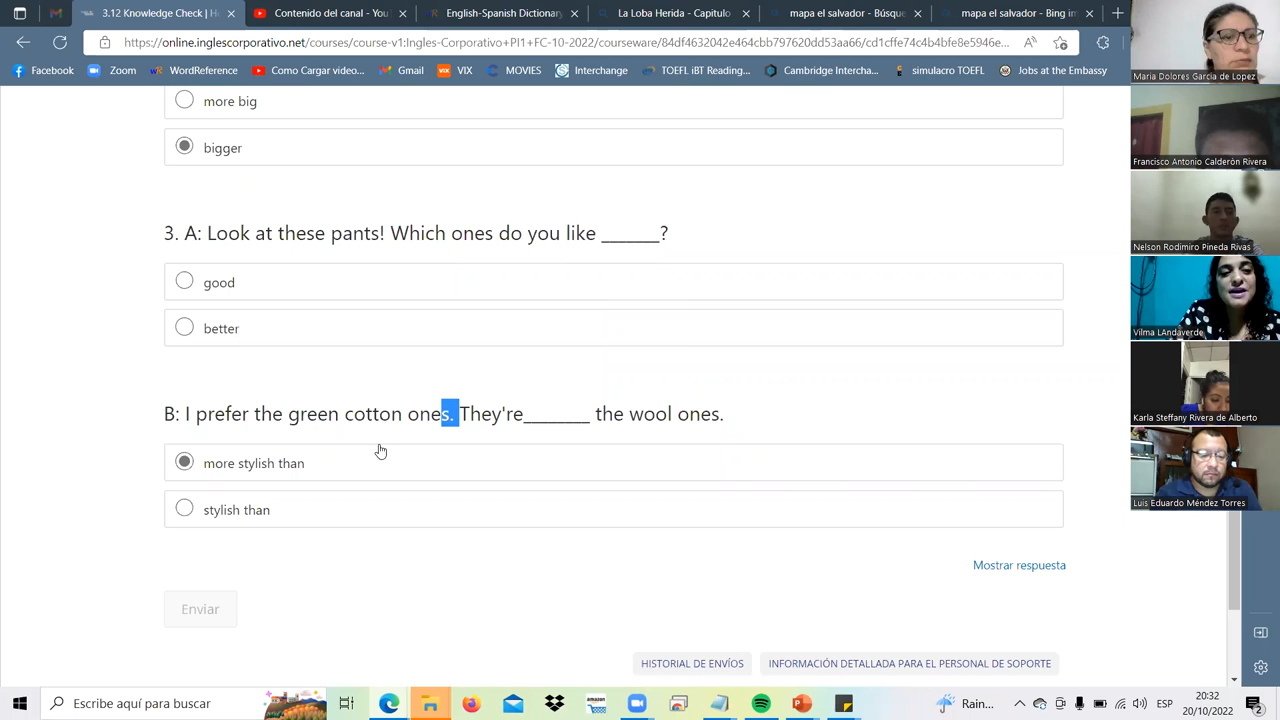 3.12 Knowledge Check | H
Contenido del canal - You
English-Spanish Dictionary
La Loba Herida - Capitulo
mapa el salvador - Búsque
mapa el salvador - Bing im
https://online.inglescorporativo.net/courses/course-v1:Ingles-Corporativo+PI1+FC-10-2022/courseware/84df4632042e464cbb797620dd53aa66/cd1cffe74c4b4bfe8e5946e...
Facebook
Zoom
WordReference
Como Cargar video...
Gmail
VIX
MOVIES
Interchange
TOEFL iBT Reading...
Cambridge Intercha...
simulacro TOEFL
Jobs at the Embassy
more big
bigger
3. A: Look at these pants! Which ones do you like _______?
good
better
B: I prefer the green cotton ones. They're________ the wool ones.
more stylish than
stylish than
Mostrar respuesta
Enviar
HISTORIAL DE ENVÍOS
INFORMACIÓN DETALLADA PARA EL PERSONAL DE SOPORTE
Maria Dolores García de Lopez
Francisco Antonio Calderón Rivera
Nelson Rodimiro Pineda Rivas
Vilma LAndaverde
Karla Steffany Rivera de Alberto
Luis Eduardo Méndez Torres
Escribe aquí para buscar
Rain...
ESP
20:32
20/10/2022
2